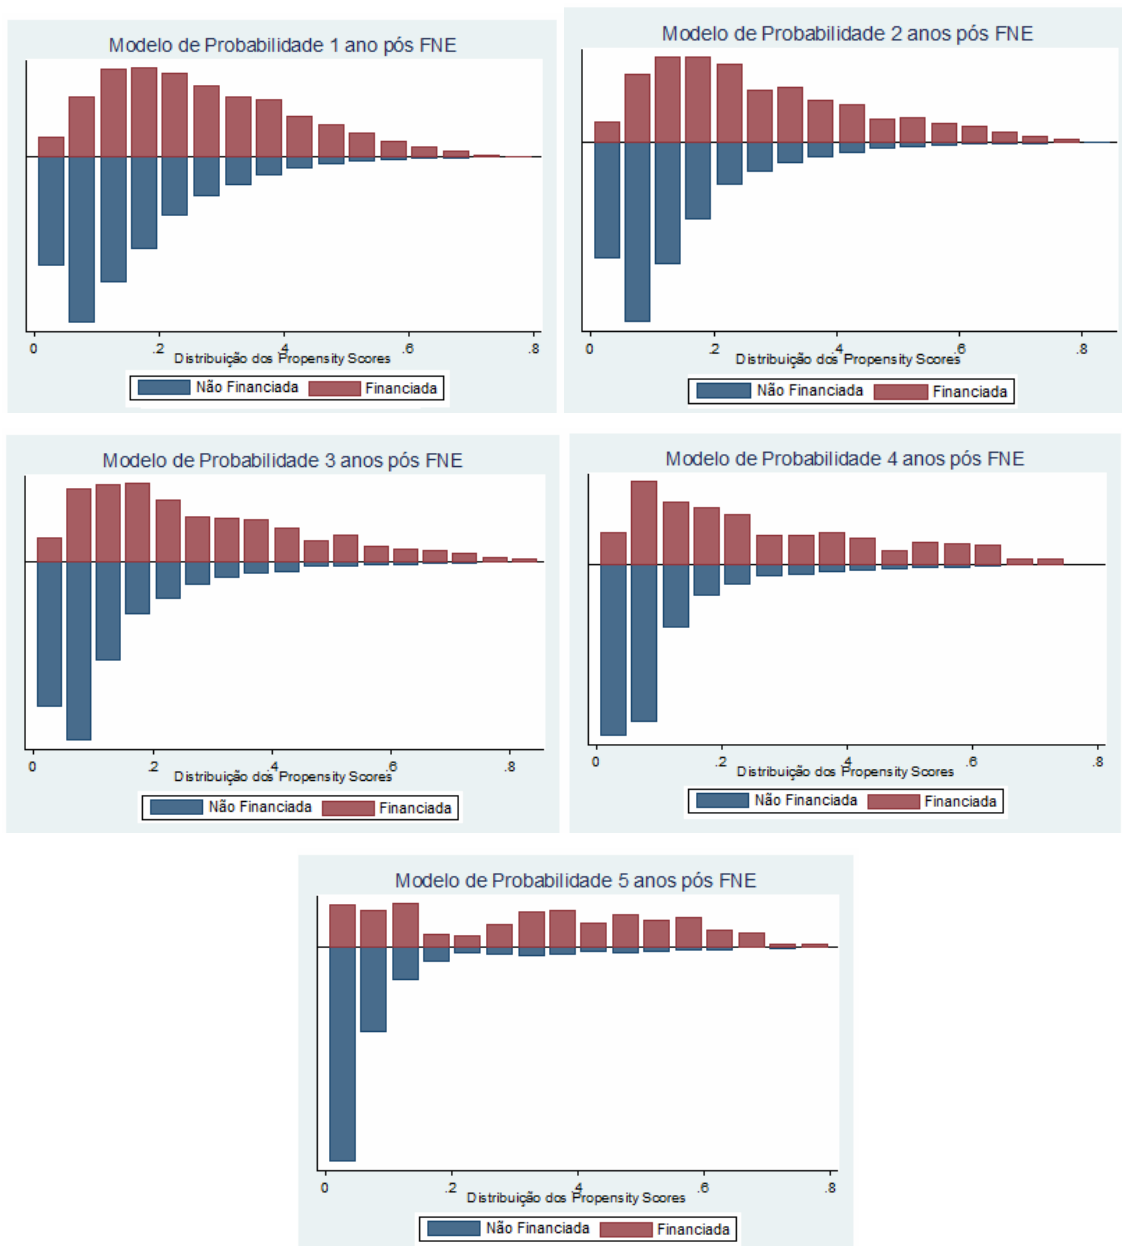 Modelo de Probabilidade 1 ano pós FNE
0 .2 .4 .6 .8
Distribuição dos Propensity Scores
Não Financiada Financiada
Modelo de Probabilidade 2 anos pós FNE
0 .2 .4 .6 .8
Distribuição dos Propensity Scores
Não Financiada Financiada
Modelo de Probabilidade 3 anos pós FNE
0 .2 .4 .6 .8
Distribuição dos Propensity Scores
Não Financiada Financiada
Modelo de Probabilidade 4 anos pós FNE
0 .2 .4 .6 .8
Distribuição dos Propensity Scores
Não Financiada Financiada
Modelo de Probabilidade 5 anos pós FNE
0 .2 .4 .6 .8
Distribuição dos Propensity Scores
Não Financiada Financiada